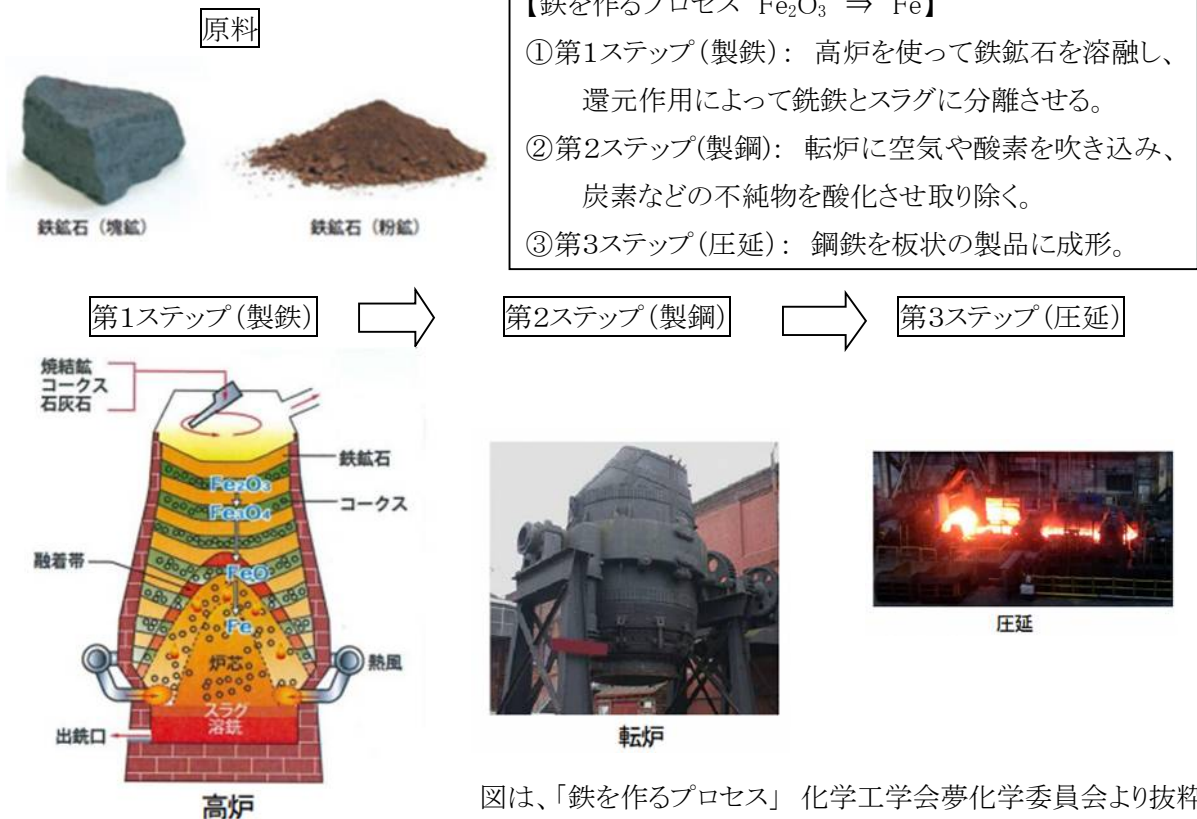 【鉄を作るプロセス Fe₂O₃ ⇒ Fe】
原料
①第1ステップ(製鉄): 高炉を使って鉄鉱石を溶融し、
還元作用によって銑鉄とスラグに分離させる。
②第2ステップ(製鋼): 転炉に空気や酸素を吹き込み、
炭素などの不純物を酸化させ取り除く。
③第3ステップ(圧延): 鋼鉄を板状の製品に成形。
鉄鉱石(塊鉱)
鉄鉱石(粉鉱)
第1ステップ(製鉄)
第2ステップ(製鋼)
第3ステップ(圧延)
焼結鉱
コークス
石灰石
鉄鉱石
Fe₂O₃
コークス
Fe₃O₄
融着帯
FeO
Fe
炉芯
熱風
スラグ
溶銑
出銑口
高炉
転炉
圧延
図は、「鉄を作るプロセス」 化学工学会夢化学委員会より抜粋